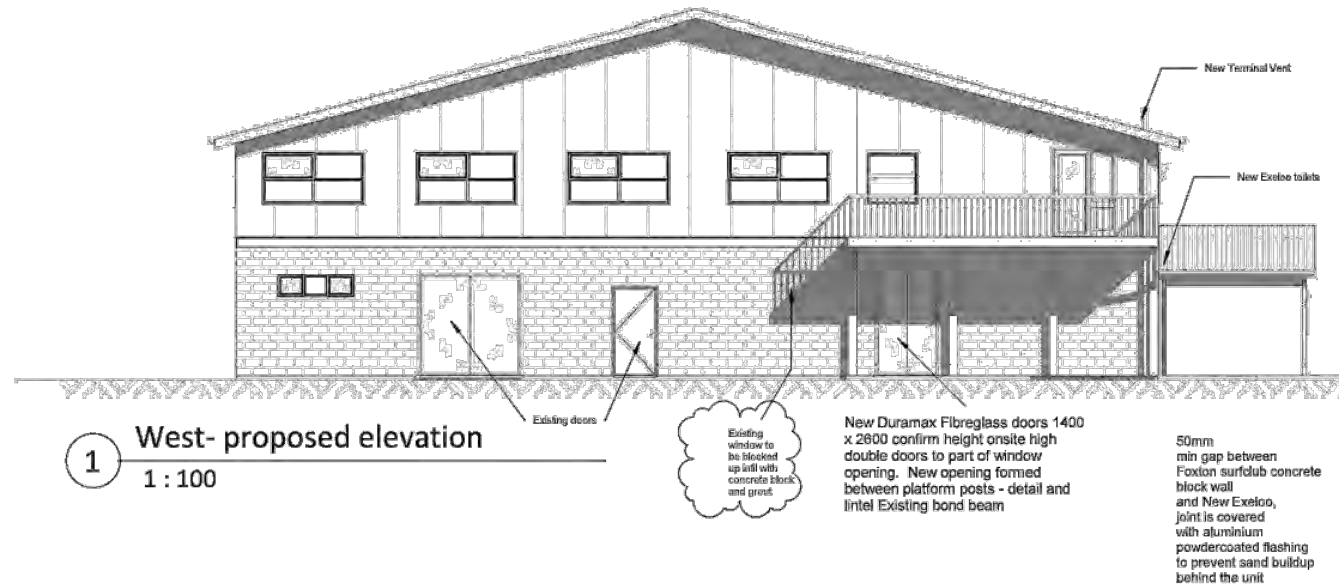 New Terminal Vent
New Exeloo toilets
Existing doors
1
West- proposed elevation
1 : 100
Existing
window to
be blocked
up infil with
concrete block
and grout
New Duramax Fibreglass doors 1400
x 2600 confirm height onsite high
double doors to part of window
opening. New opening formed
between platform posts - detail and
lintel Existing bond beam
50mm
min gap between
Foxton surfclub concrete
block wall
and New Exeloo,
joint is covered
with aluminium
powdercoated flashing
to prevent sand buildup
behind the unit